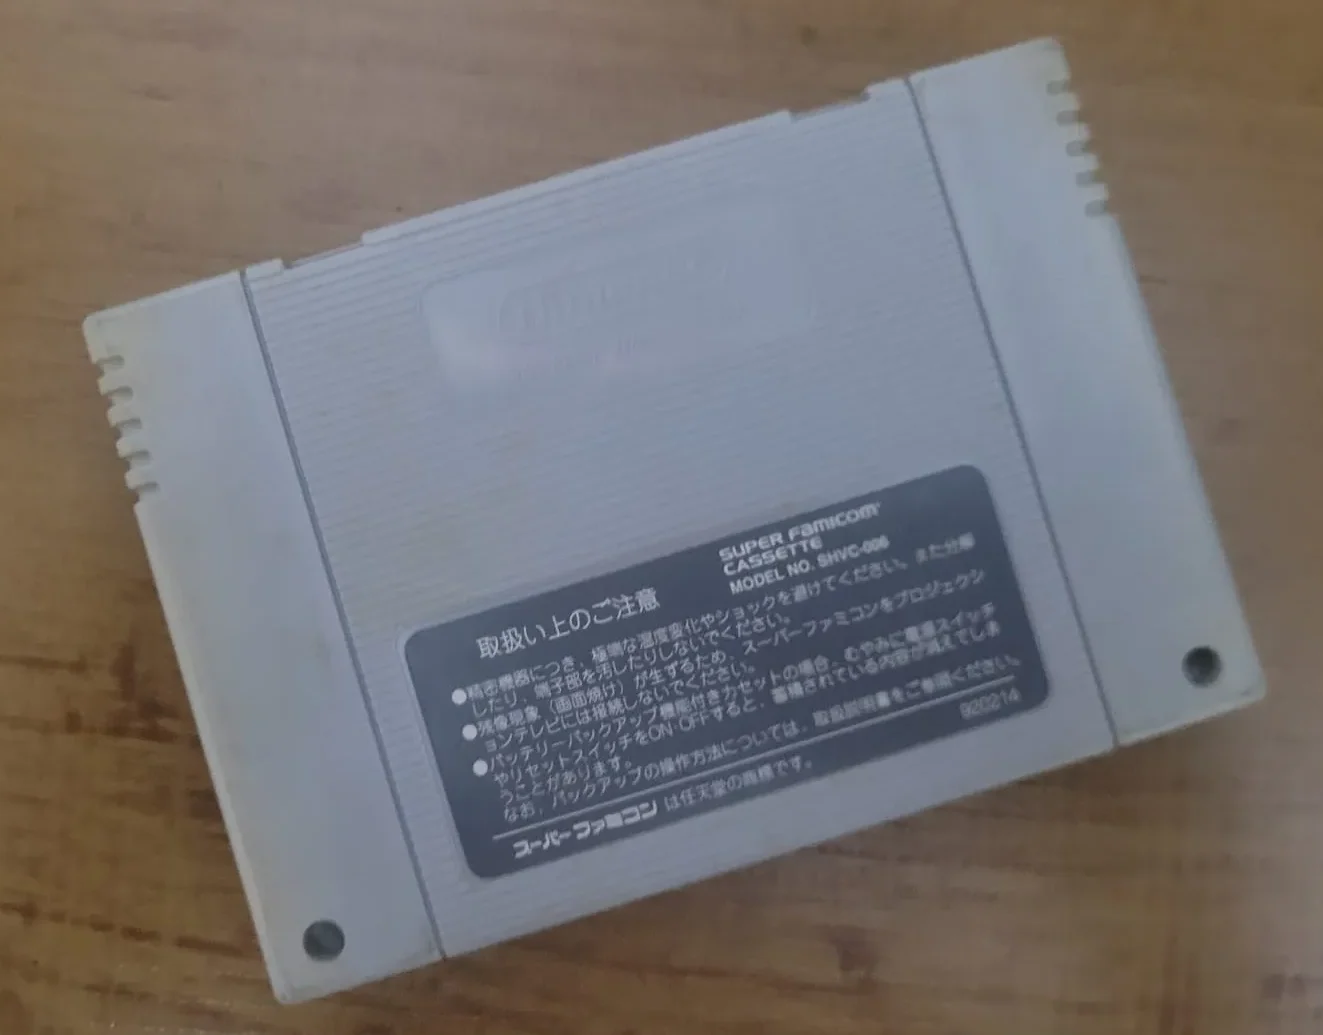 SUPER Famicom
CASSETTE
MODEL NO. SHVC-006
取扱い上のご注意
●精密機器につき、極端な温度変化やショックを避けてください。また分解
したり、端子部を汚したりしないでください。
●残像現象（画面焼け）が生ずるため、スーパーファミコンをプロジェクシ
ョンテレビには接続しないでください。
●バッテリーバックアップ機能付きカセットの場合、むやみに電源スイッチ
やリセットスイッチをON・OFFすると、蓄積されている内容が消えてしま
うことがあります。
なお、バックアップの操作方法については、取扱説明書をご参照ください。
スーパーファミコン は任天堂の商標です。
920214